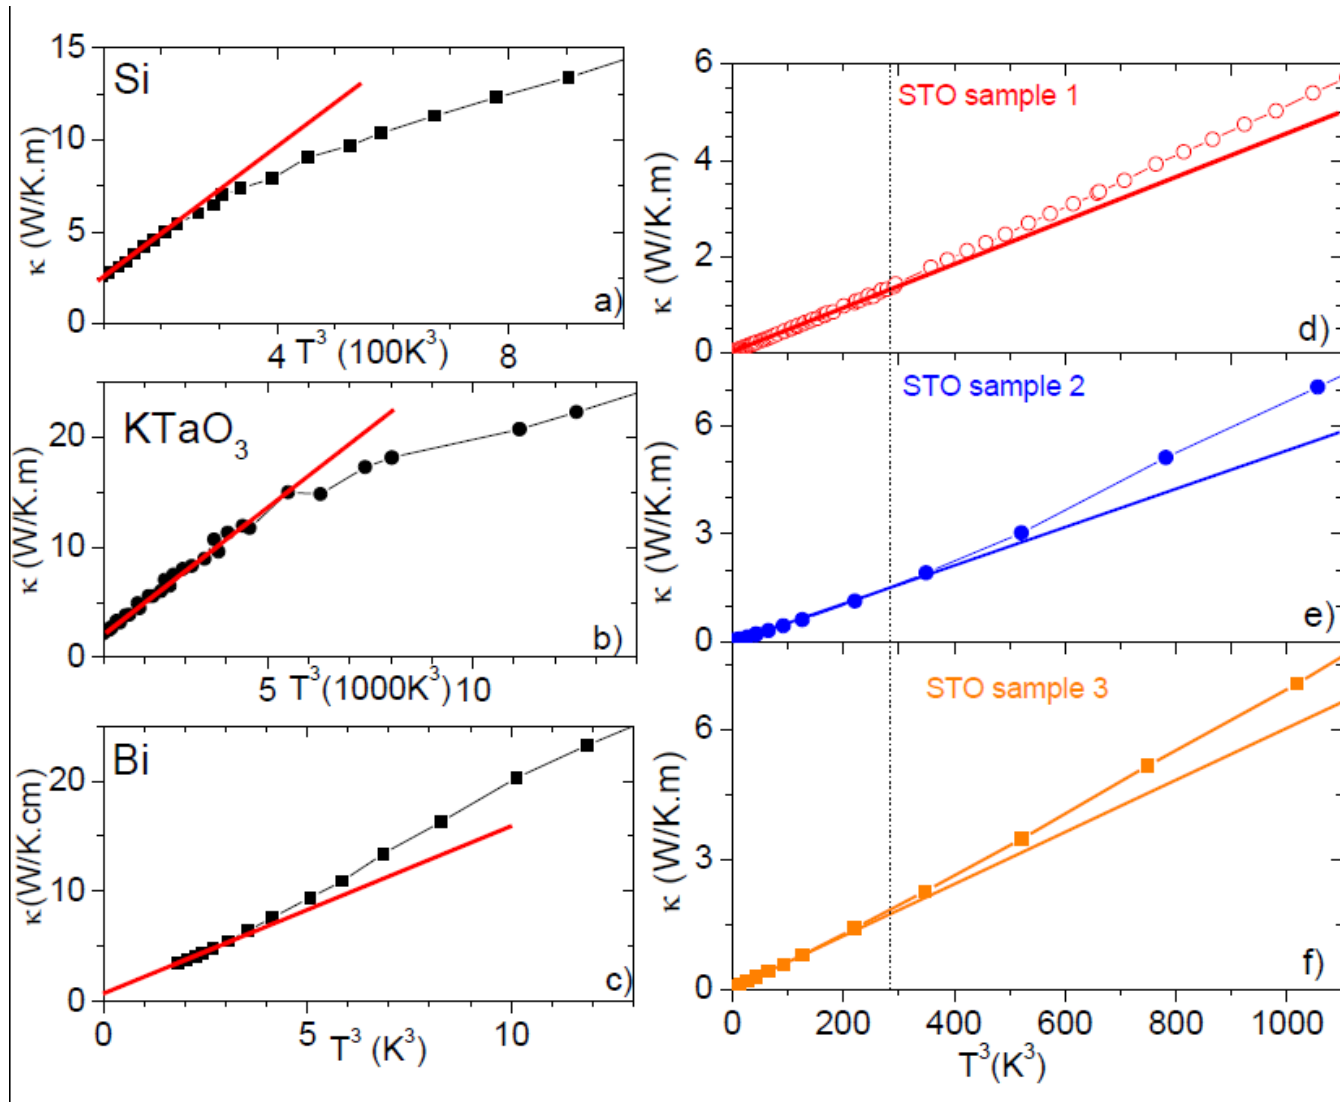 Si
15
10
5
0
κ (W/K.m)
a)
4 T³ (100K³) 8
KTaO₃
20
10
0
κ (W/K.m)
b)
5 T³(1000K³) 10
Bi
20
10
0
κ(W/K.cm)
c)
0 5 10
T³ (K³)
STO sample 1
6
4
2
0
κ (W/K.m)
d)
STO sample 2
6
3
0
κ (W/K.m)
e)
STO sample 3
6
3
0
κ (W/K.m)
f)
0 200 400 600 800 1000
T³(K³)